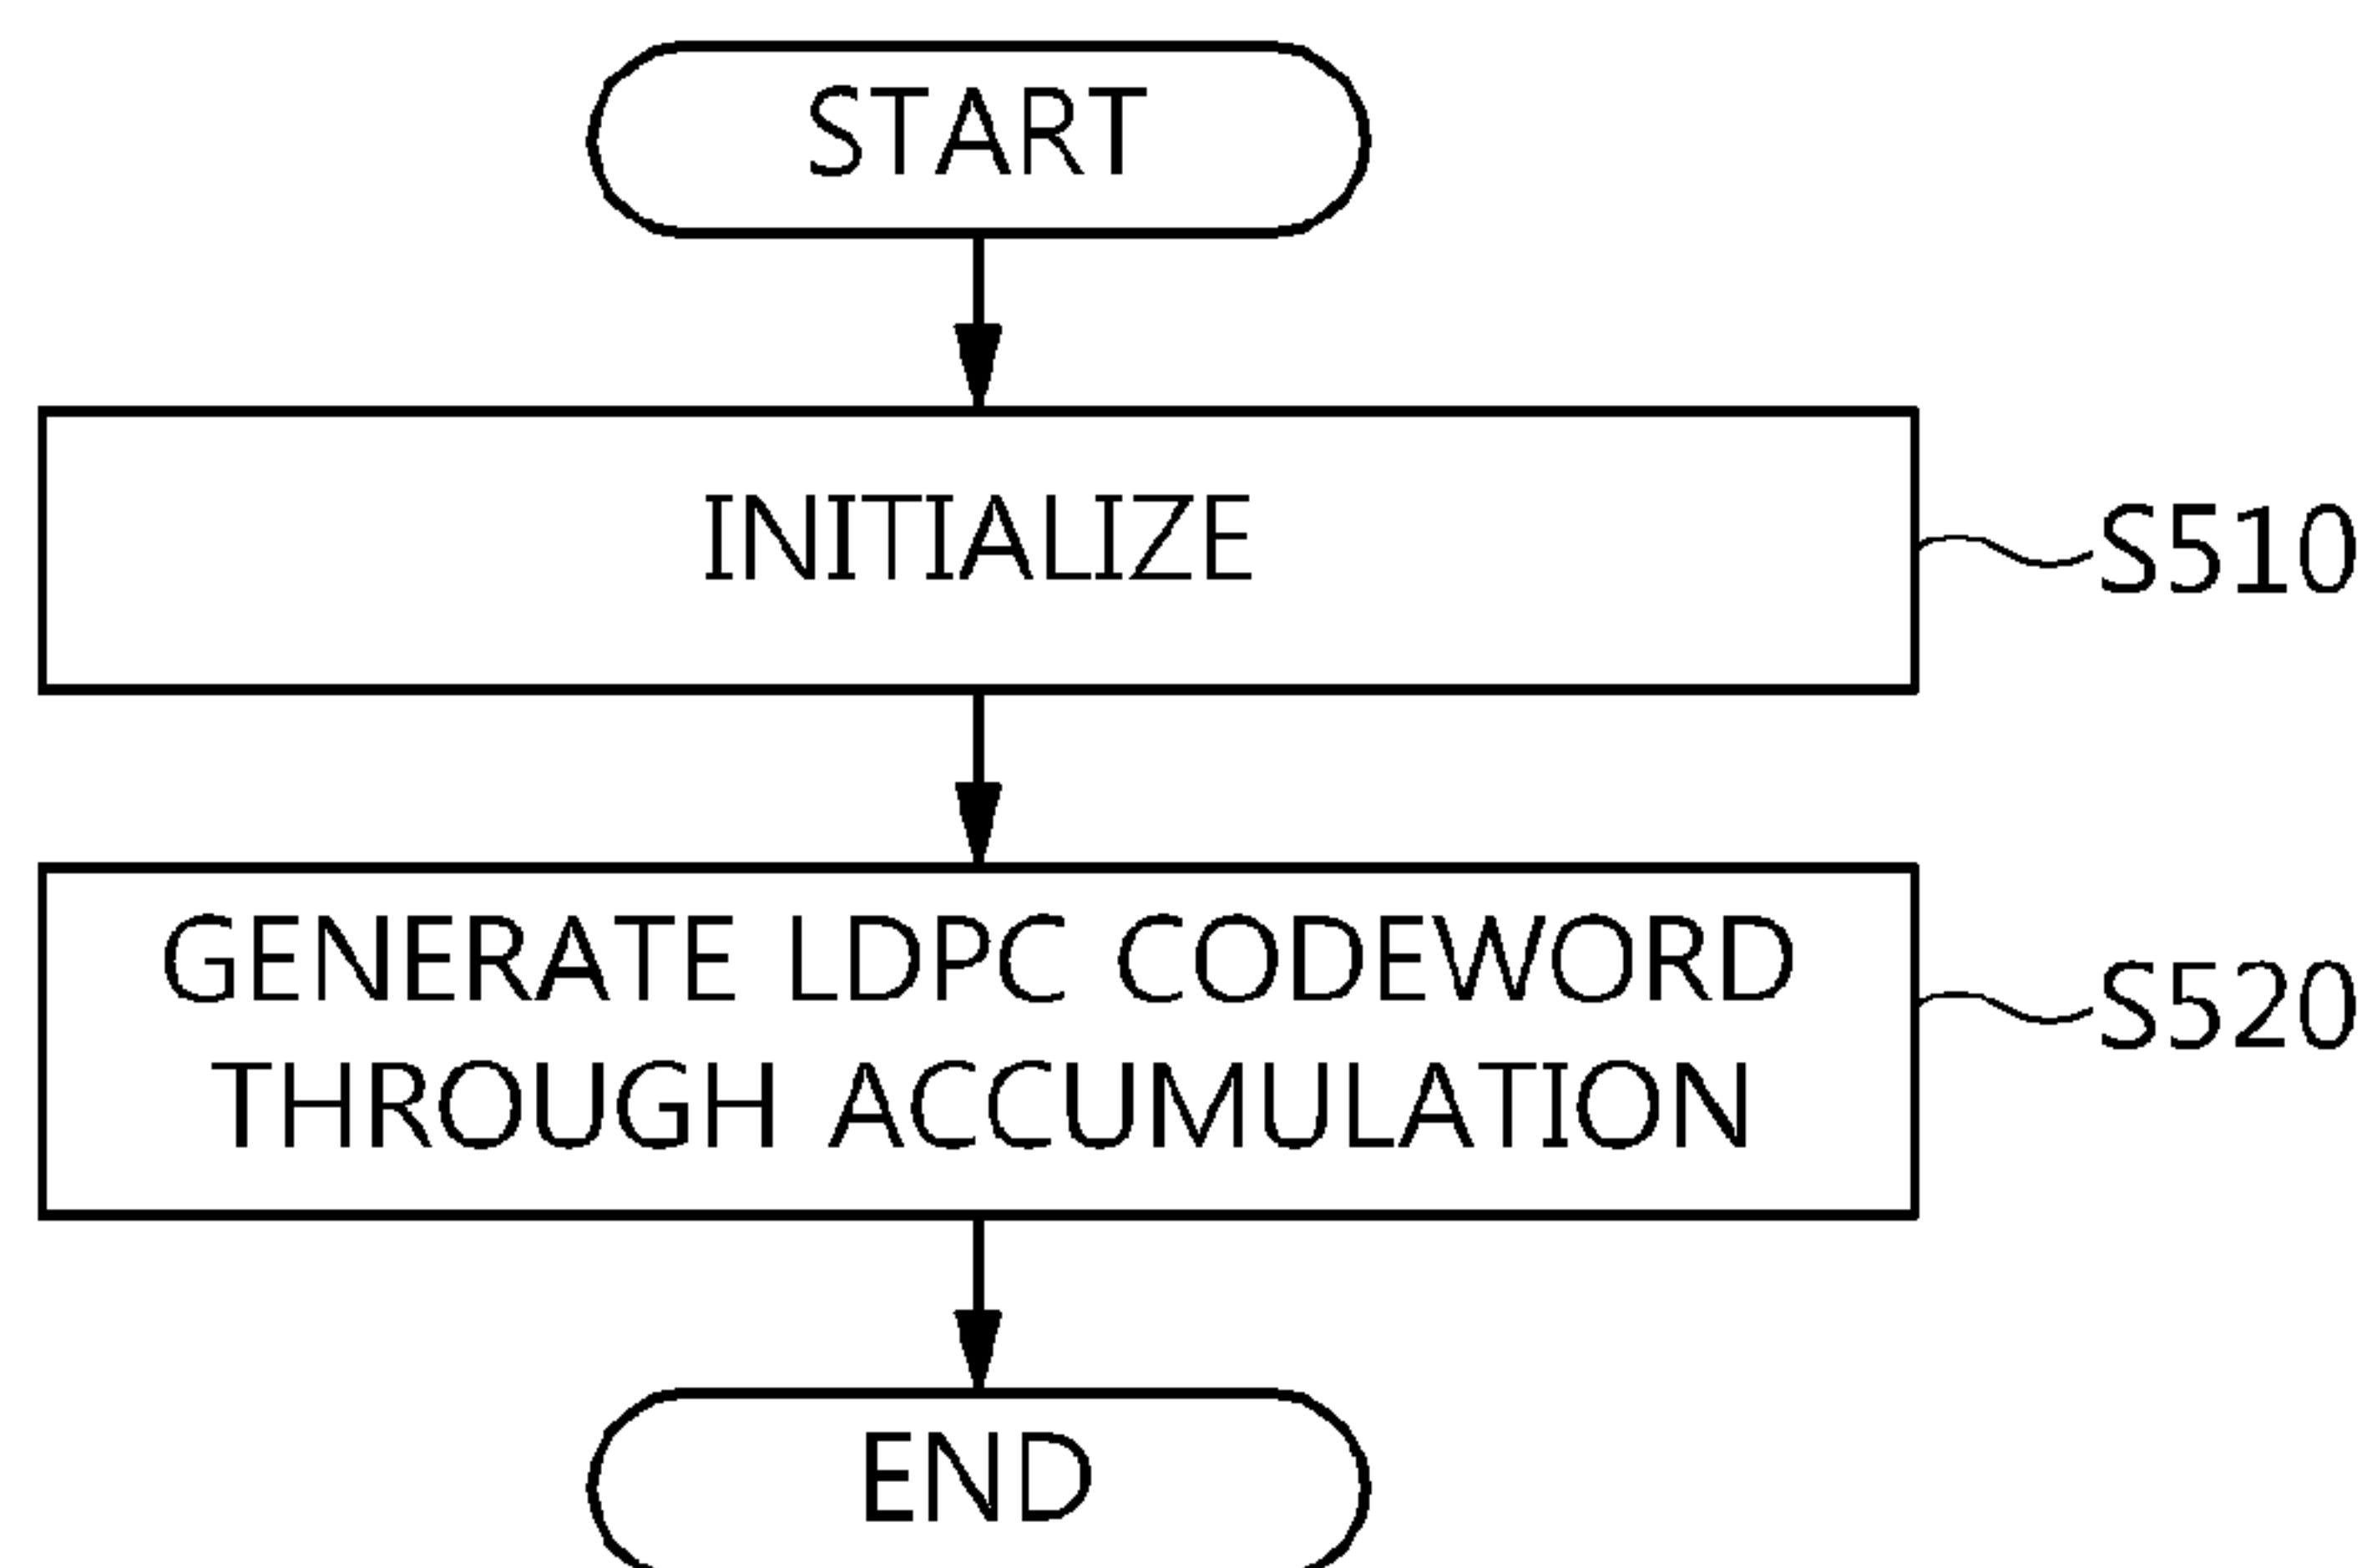 START
INITIALIZE
S510
GENERATE LDPC CODEWORD
THROUGH ACCUMULATION
S520
END